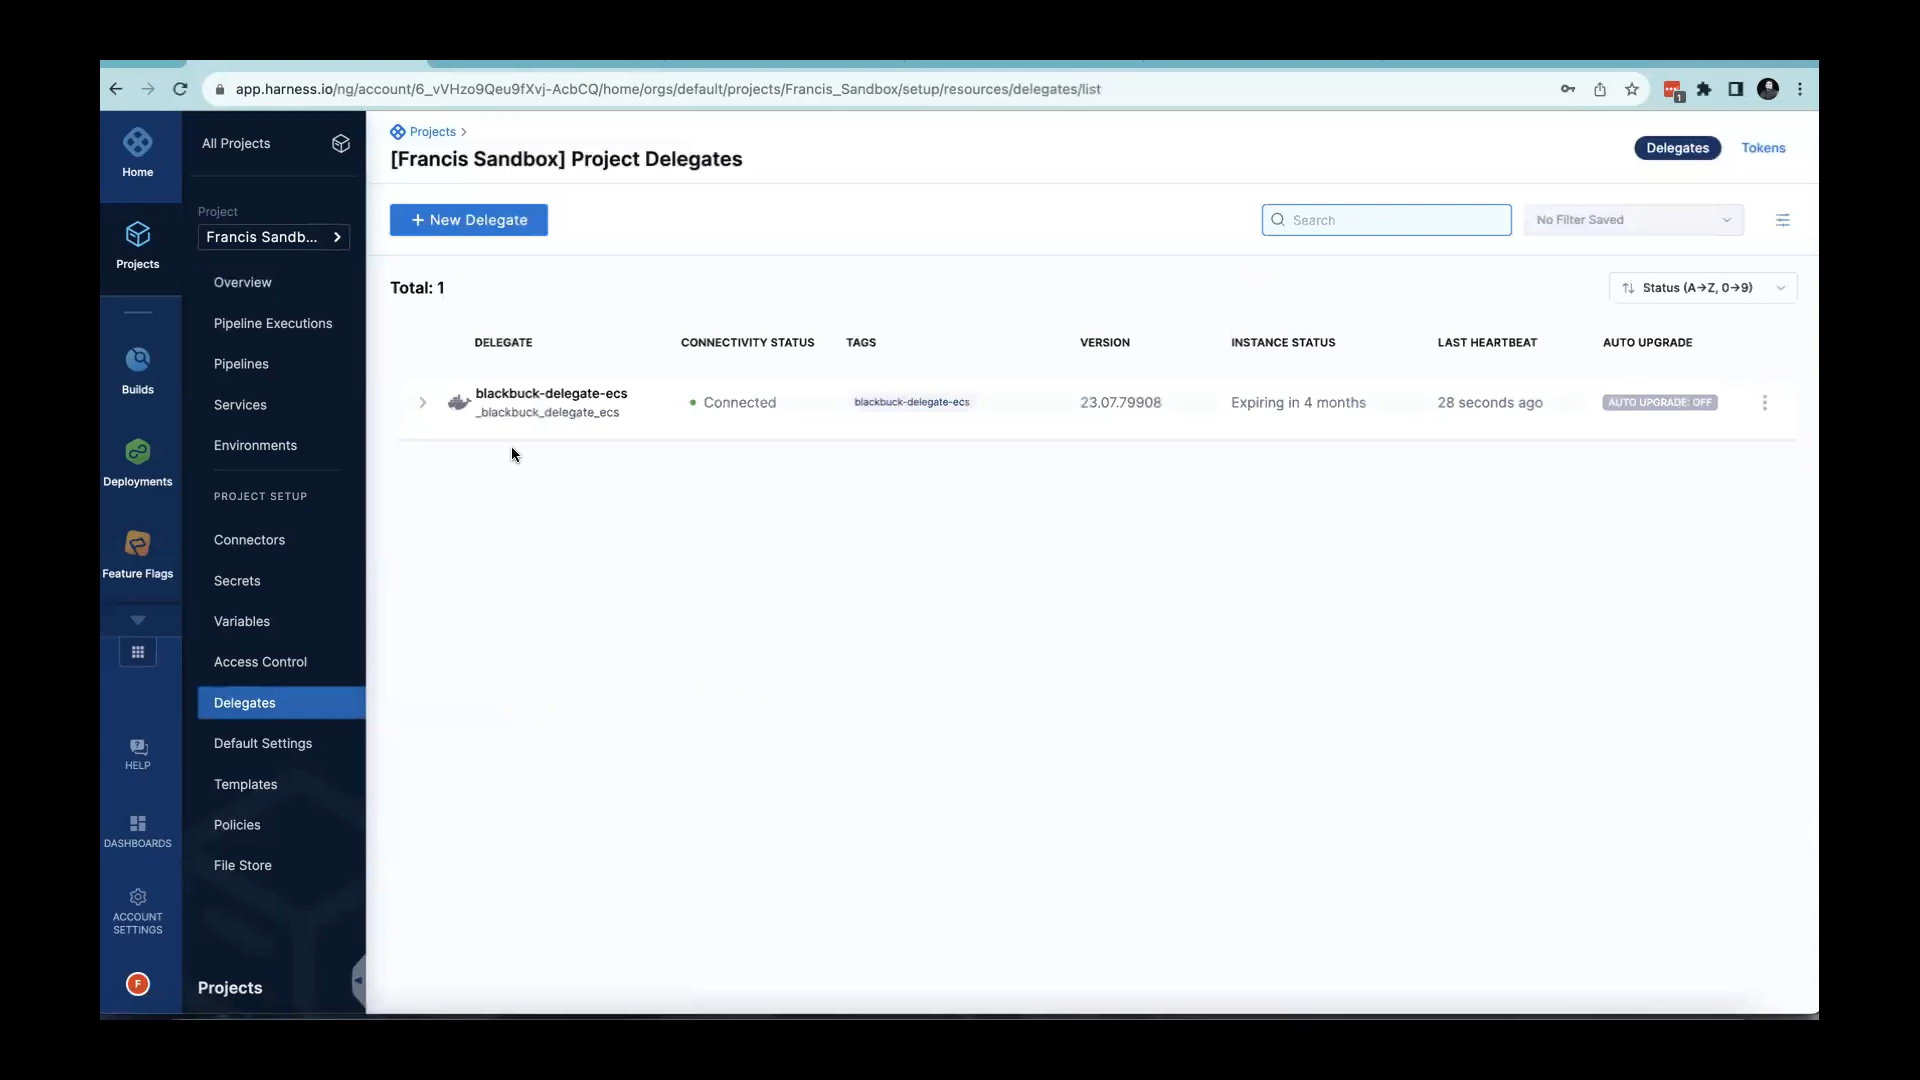 app.harness.io/ng/account/6_vVHzo9Qeu9fXvj-AcbCQ/home/orgs/default/projects/Francis_Sandbox/setup/resources/delegates/list
1
Home
Projects
Builds
Deployments
Feature Flags
HELP
DASHBOARDS
ACCOUNT
SETTINGS
F
All Projects
Project
Francis Sandb...
Overview
Pipeline Executions
Pipelines
Services
Environments
PROJECT SETUP
Connectors
Secrets
Variables
Access Control
Delegates
Default Settings
Templates
Policies
File Store
Projects
Projects >
[Francis Sandbox] Project Delegates
Delegates
Tokens
+ New Delegate
Search
No Filter Saved
Total: 1
Status (A→Z, 0→9)
DELEGATE CONNECTIVITY STATUS TAGS VERSION INSTANCE STATUS LAST HEARTBEAT AUTO UPGRADE
blackbuck-delegate-ecs
_blackbuck_delegate_ecs
Connected
blackbuck-delegate-ecs
23.07.79908
Expiring in 4 months
28 seconds ago
AUTO UPGRADE: OFF